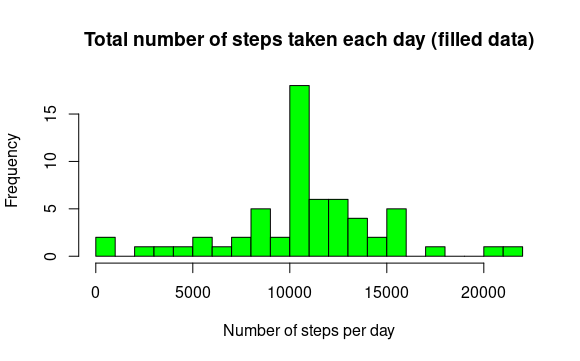 Total number of steps taken each day (filled data)
Frequency
15
10
5
0
0 5000 10000 15000 20000
Number of steps per day